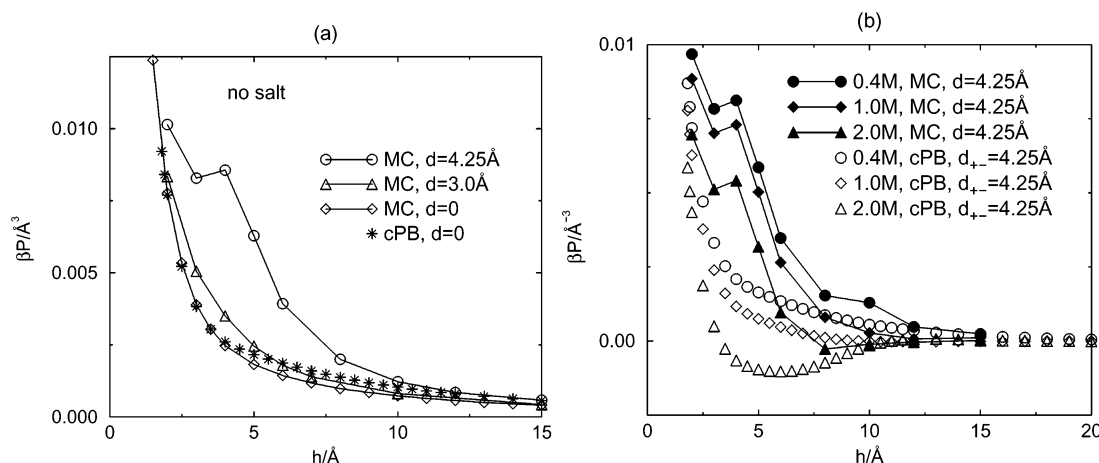 (a)
no salt
MC, d=4.25Å
MC, d=3.0Å
MC, d=0
cPB, d=0
0.010
0.005
0.000
βP/Å³
0 5 10 15
h/Å
(b)
0.4M, MC, d=4.25Å
1.0M, MC, d=4.25Å
2.0M, MC, d=4.25Å
0.4M, cPB, d₊₋=4.25Å
1.0M, cPB, d₊₋=4.25Å
2.0M, cPB, d₊₋=4.25Å
0.01
0.00
βP/Å⁻³
0 5 10 15 20
h/Å